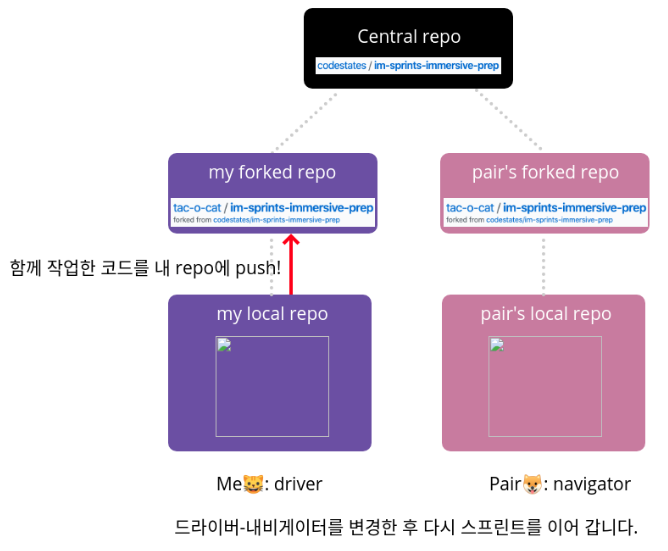 Central repo
codestates / im-sprints-immersive-prep
my forked repo
tac-o-cat / im-sprints-immersive-prep
forked from codestates/im-sprints-immersive-prep
pair's forked repo
tac-o-cat / im-sprints-immersive-prep
forked from codestates/im-sprints-immersive-prep
함께 작업한 코드를 내 repo에 push!
my local repo
pair's local repo
Me😺: driver
Pair🐶: navigator
드라이버-내비게이터를 변경한 후 다시 스프린트를 이어 갑니다.